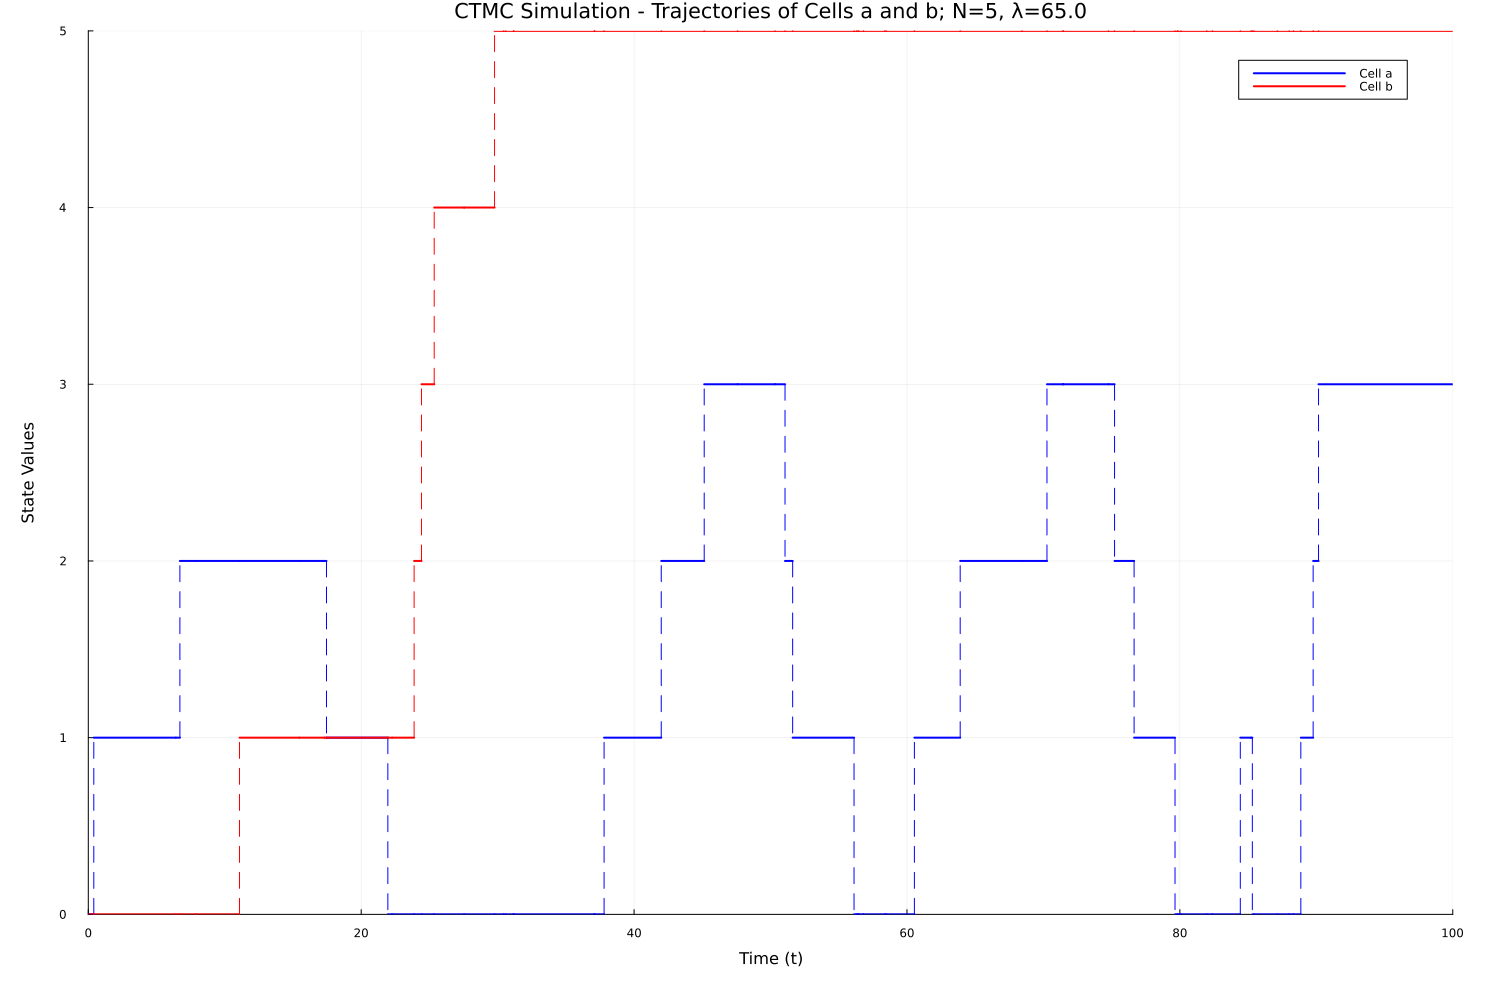 CTMC Simulation - Trajectories of Cells a and b; N=5, λ=65.0
5
Cell a
Cell b
4
3
State Values
2
1
0
0 20 40 60 80 100
Time (t)